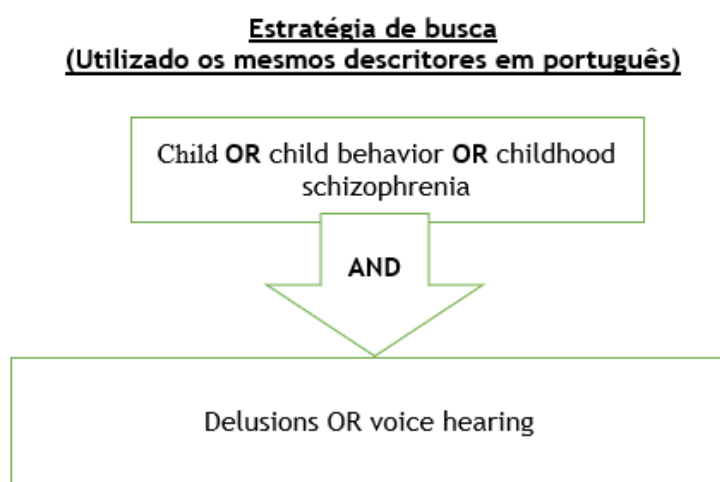 Estratégia de busca
(Utilizado os mesmos descritores em português)
Child OR child behavior OR childhood
schizophrenia
AND
Delusions OR voice hearing